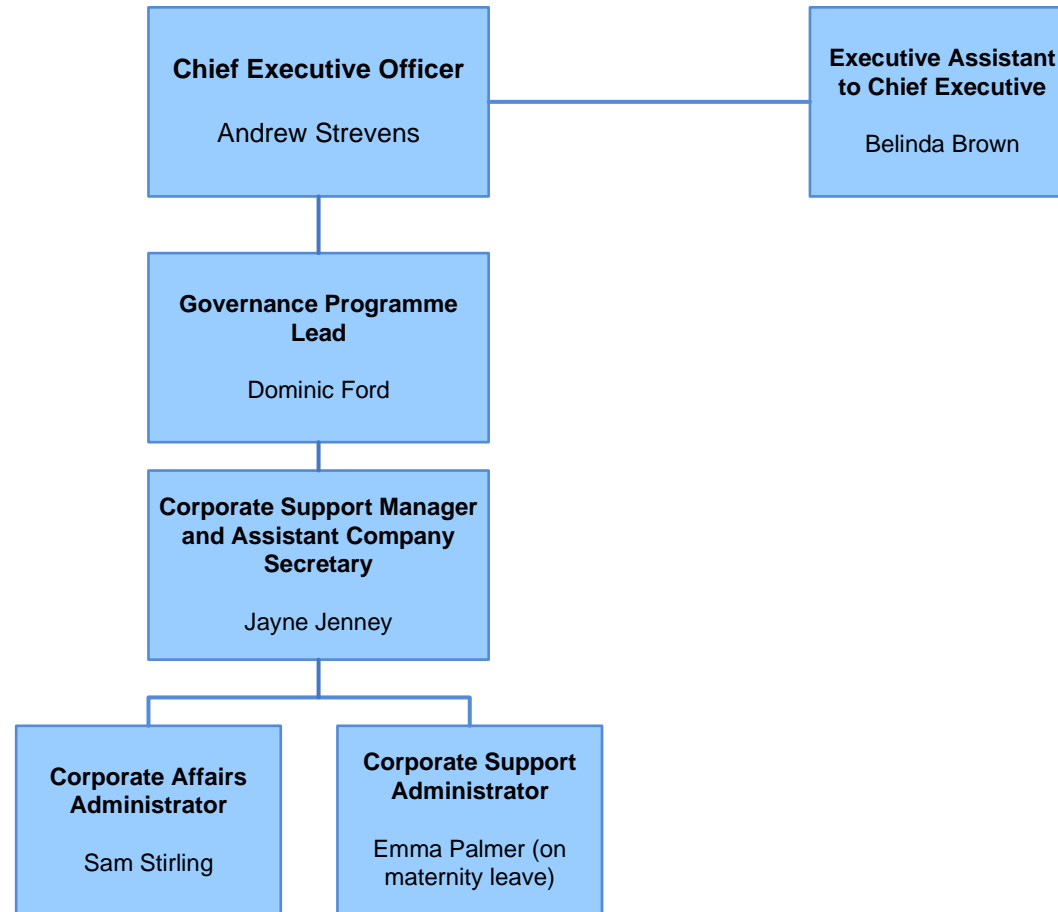 Chief Executive Officer
Andrew Strevens
Executive Assistant
to Chief Executive
Belinda Brown
Governance Programme
Lead
Dominic Ford
Corporate Support Manager
and Assistant Company
Secretary
Jayne Jenney
Corporate Affairs
Administrator
Sam Stirling
Corporate Support
Administrator
Emma Palmer (on
maternity leave)